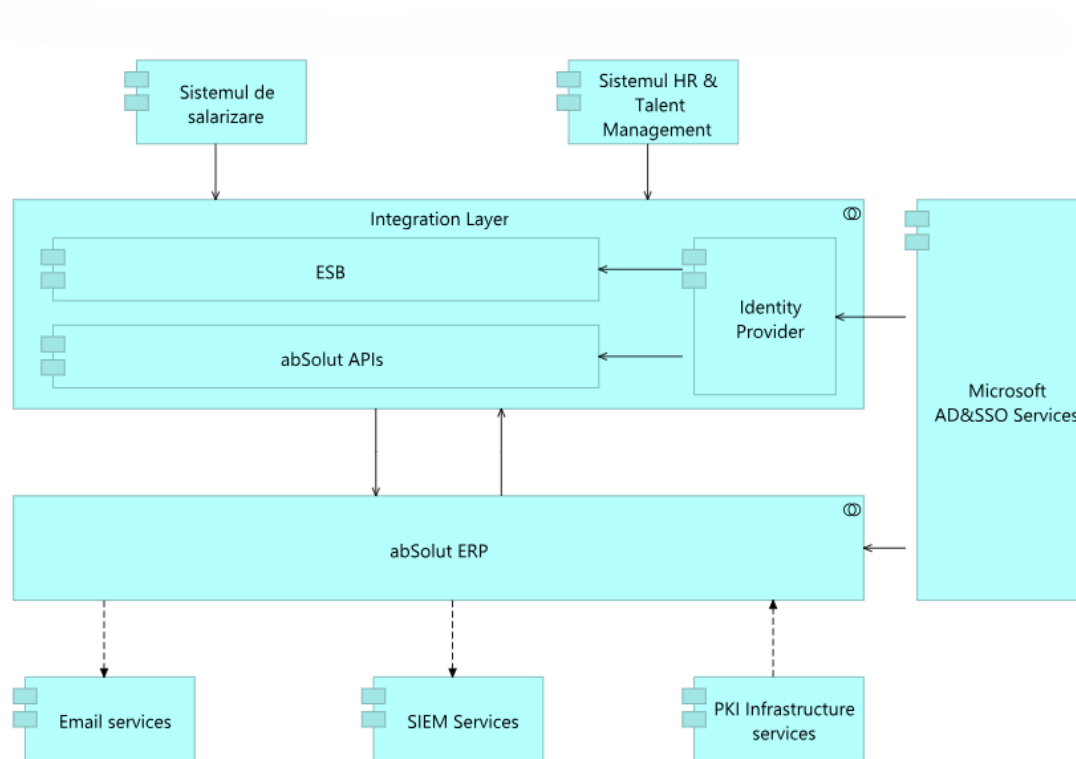 Sistemul de
salarizare
Sistemul HR &
Talent
Management
Integration Layer
ESB
abSolut APIs
Identity
Provider
Microsoft
AD&SSO Services
abSolut ERP
Email services
SIEM Services
PKI Infrastructure
services